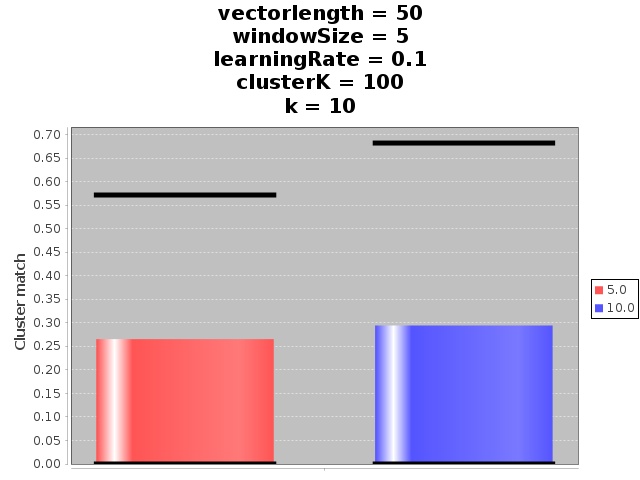 vectorlength = 50
windowSize = 5
learningRate = 0.1
clusterK = 100
k = 10
0.70
0.65
0.60
0.55
0.50
0.45
0.40
0.35
0.30
0.25
0.20
0.15
0.10
0.05
0.00
Cluster match
5.0
10.0